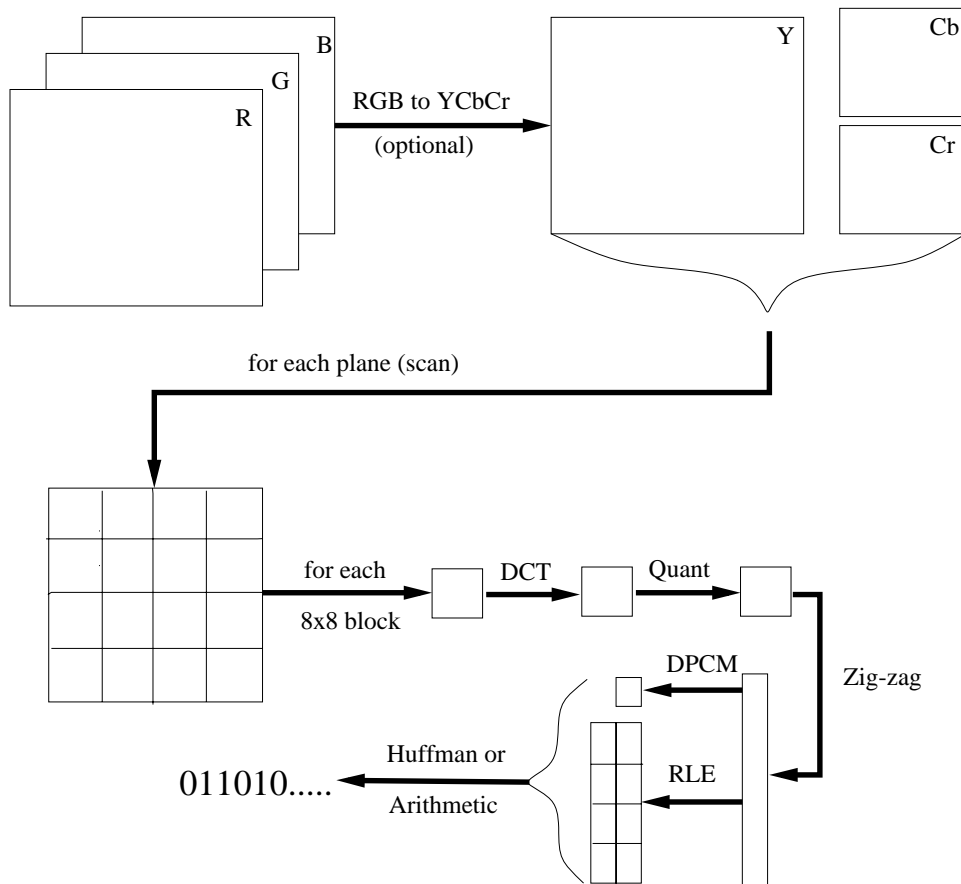 B
G
R
RGB to YCbCr
(optional)
Y
Cb
Cr
for each plane (scan)
for each
8x8 block
DCT
Quant
Zig-zag
DPCM
RLE
Huffman or
Arithmetic
011010.....